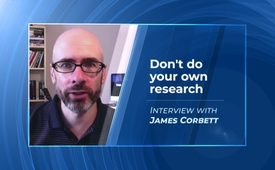 Don't do
your own
research
INTERVIEW WITH
JAMES CORBETT